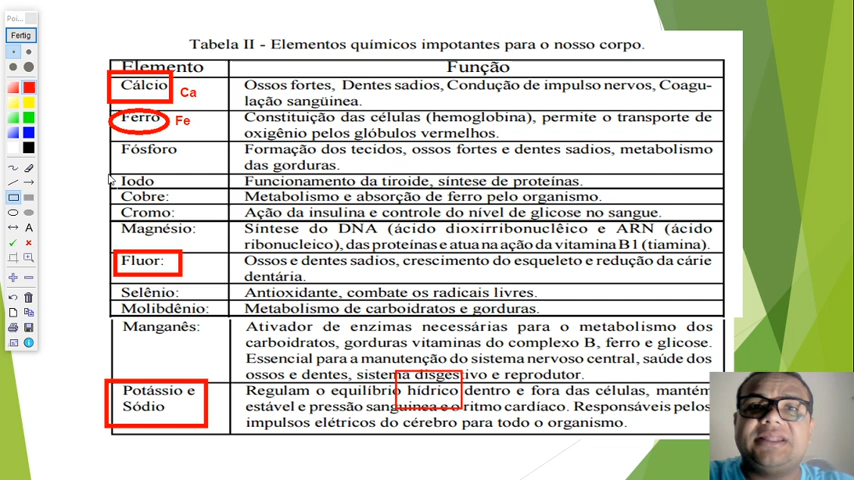 Poi...
Fertig
Tabela II - Elementos químicos impotantes para o nosso corpo.
Elemento Função
Cálcio Ca Ossos fortes, Dentes sadios, Condução de impulso nervos, Coagu-
lação sangüinea.
Ferro Fe Constituição das células (hemoglobina), permite o transporte de
oxigênio pelos glóbulos vermelhos.
Fósforo Formação dos tecidos, ossos fortes e dentes sadios, metabolismo
das gorduras.
Iodo Funcionamento da tiroide, síntese de proteínas.
Cobre: Metabolismo e absorção de ferro pelo organismo.
Cromo: Ação da insulina e controle do nível de glicose no sangue.
Magnésio: Síntese do DNA (ácido dioxirribonuclêico e ARN (ácido
ribonucleico), das proteínas e atua na ação da vitamina B1 (tiamina).
Fluor: Ossos e dentes sadios, crescimento do esqueleto e redução da cárie
dentária.
Selênio: Antioxidante, combate os radicais livres.
Molibdênio: Metabolismo de carboidratos e gorduras.
Manganês: Ativador de enzimas necessárias para o metabolismo dos
carboidratos, gorduras vitaminas do complexo B, ferro e glicose.
Essencial para a manutenção do sistema nervoso central, saúde dos
ossos e dentes, sistema disgestivo e reprodutor.
Potássio e Regulam o equilíbrio hídrico dentro e fora das células, mantém
Sódio estável e pressão sanguinea e o ritmo cardíaco. Responsáveis pelos
impulsos elétricos do cérebro para todo o organismo.